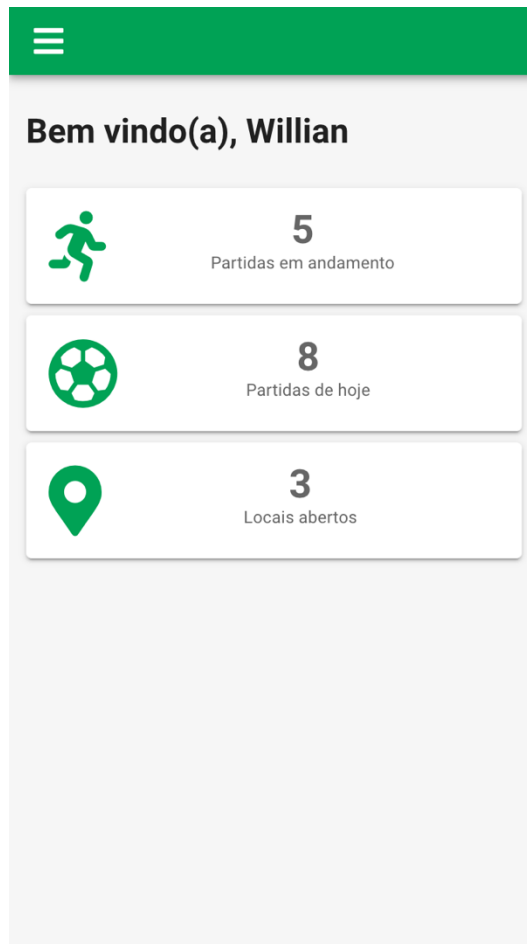 Bem vindo(a), Willian
5
Partidas em andamento
8
Partidas de hoje
3
Locais abertos